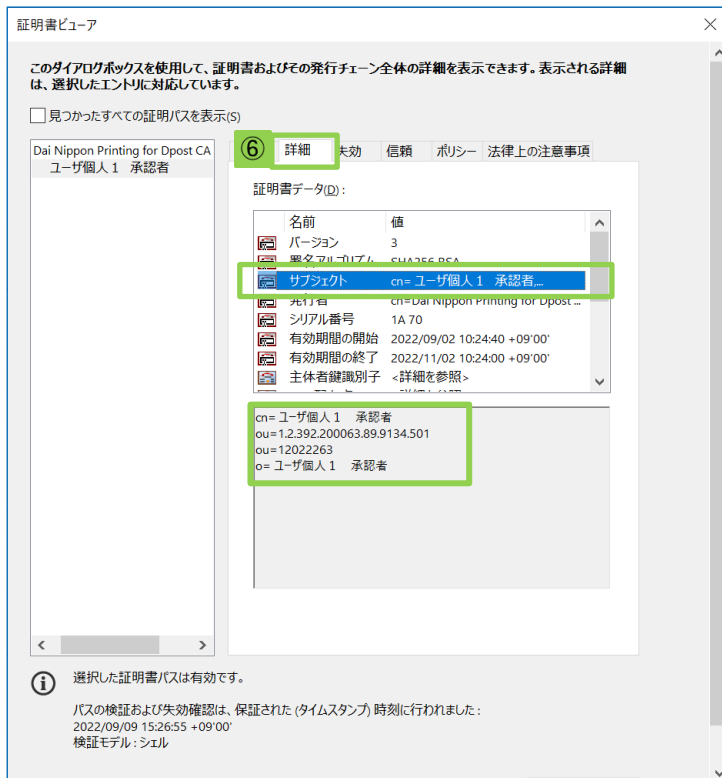 証明書ビューア
このダイアログボックスを使用して、証明書およびその発行チェーン全体の詳細を表示できます。表示される詳細
は、選択したエントリに対応しています。
見つかったすべての証明パスを表示(S)
Dai Nippon Printing for Dpost CA
ユーザ個人１　承認者
⑥ 詳細 失効 信頼 ポリシー 法律上の注意事項
証明書データ(D) :
名前 値
バージョン 3
署名アルゴリズム SHA256 RSA
サブジェクト cn= ユーザ個人１　承認者,...
発行者 cn=Dai Nippon Printing for Dpost ...
シリアル番号 1A 70
有効期間の開始 2022/09/02 10:24:40 +09'00'
有効期間の終了 2022/11/02 10:24:00 +09'00'
主体者鍵識別子 <詳細を参照>
cn= ユーザ個人１　承認者
ou=1.2.392.200063.89.9134.501
ou=12022263
o= ユーザ個人１　承認者
選択した証明書パスは有効です。
パスの検証および失効確認は、保証された (タイムスタンプ) 時刻に行われました :
2022/09/09 15:26:55 +09'00'
検証モデル : シェル